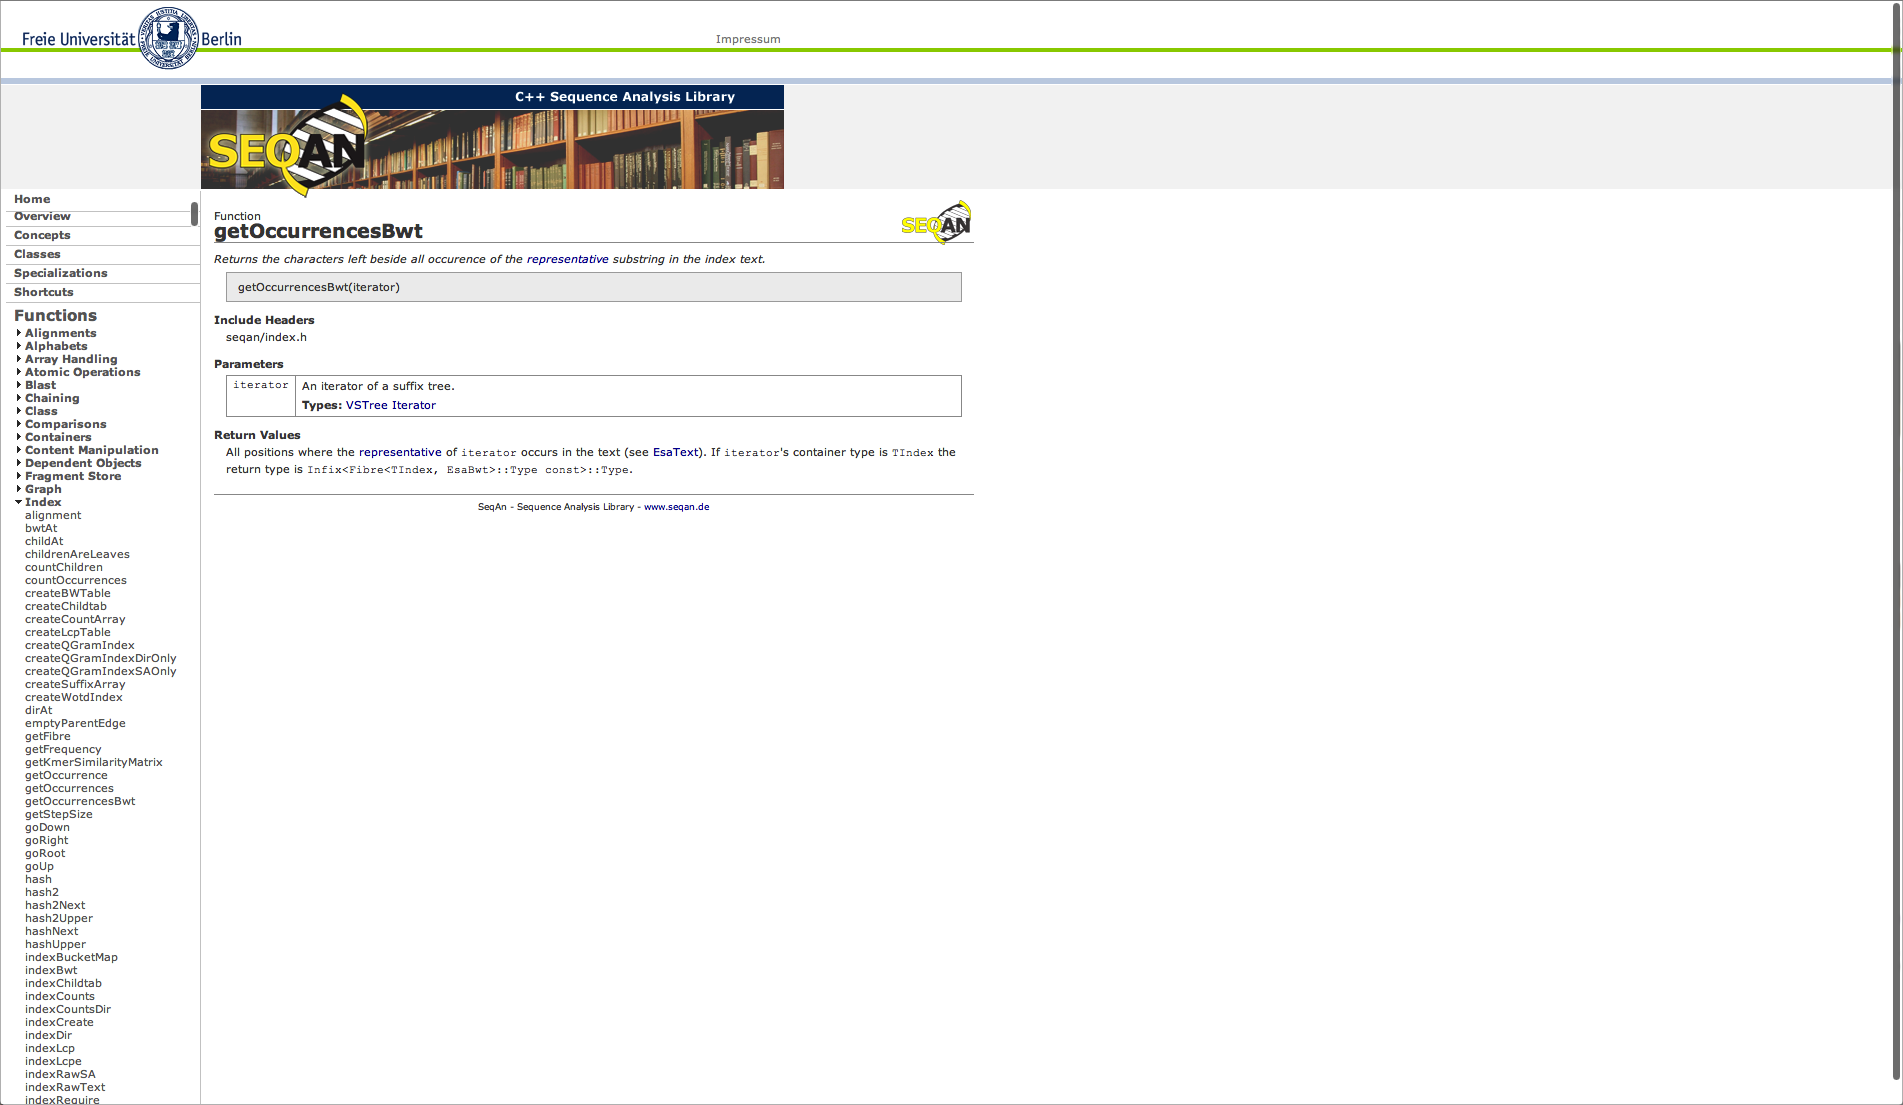 Freie Universität Berlin
Impressum
C++ Sequence Analysis Library
SEQAN
Home
Overview
Concepts
Classes
Specializations
Shortcuts
Functions
Alignments
Alphabets
Array Handling
Atomic Operations
Blast
Chaining
Class
Comparisons
Containers
Content Manipulation
Dependent Objects
Fragment Store
Graph
Index
alignment
bwtAt
childAt
childrenAreLeaves
countChildren
countOccurrences
createBWTable
createChildtab
createCountArray
createLcpTable
createQGramIndex
createQGramIndexDirOnly
createQGramIndexSAOnly
createSuffixArray
createWotdIndex
dirAt
emptyParentEdge
getFibre
getFrequency
getKmerSimilarityMatrix
getOccurrence
getOccurrences
getOccurrencesBwt
getStepSize
goDown
goRight
goRoot
goUp
hash
hash2
hash2Next
hash2Upper
hashNext
hashUpper
indexBucketMap
indexBwt
indexChildtab
indexCounts
indexCountsDir
indexCreate
indexDir
indexLcp
indexLcpe
indexRawSA
indexRawText
indexRequire
Function
getOccurrencesBwt
SEQAN
Returns the characters left beside all occurence of the representative substring in the index text.
getOccurrencesBwt(iterator)
Include Headers
seqan/index.h
Parameters
iterator An iterator of a suffix tree.
Types: VSTree Iterator
Return Values
All positions where the representative of iterator occurs in the text (see EsaText). If iterator's container type is TIndex the
return type is Infix<Fibre<TIndex, EsaBwt>::Type const>::Type.
SeqAn - Sequence Analysis Library - www.seqan.de